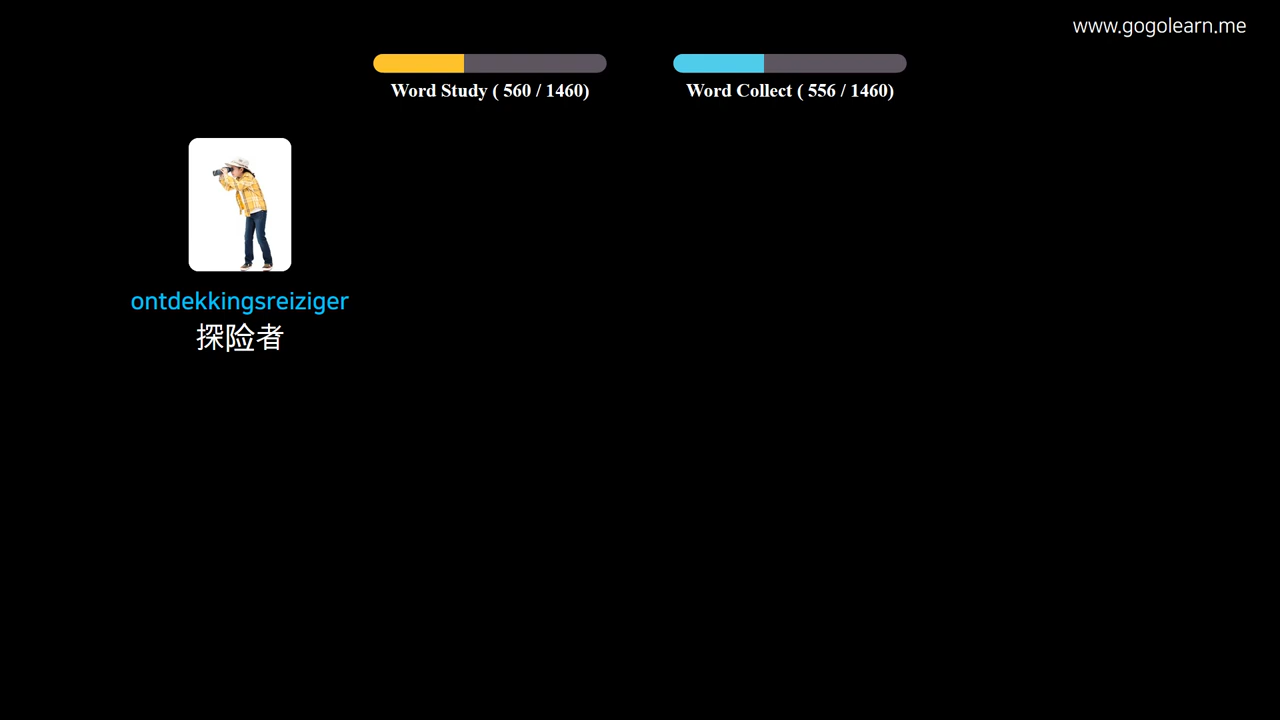 www.gogolearn.me
Word Study ( 560 / 1460)
Word Collect ( 556 / 1460)
ontdekkingsreiziger
探险者